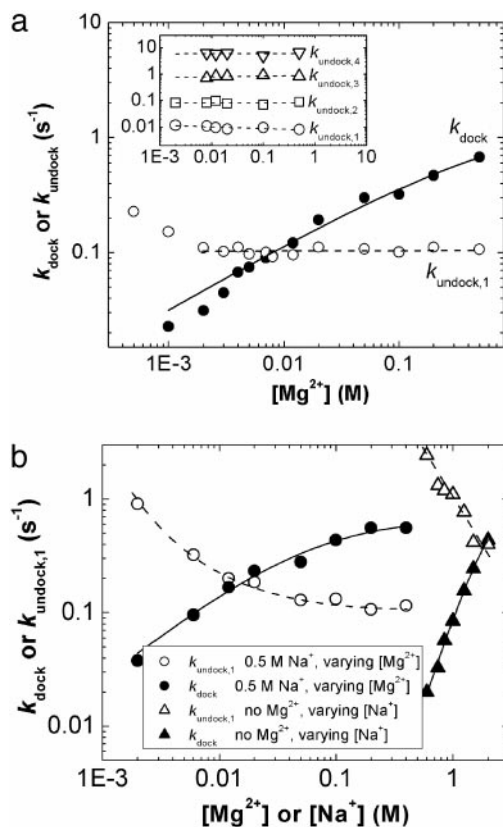 a
10
1
0.1
k_dock or k_undock (s⁻¹)
10
1
0.1
0.01
k_undock,4
k_undock,3
k_undock,2
k_undock,1
1E-3 0.01 0.1 1 10
k_dock
k_undock,1
1E-3 0.01 0.1
[Mg²⁺] (M)
b
1
0.1
0.01
k_dock or k_undock,1 (s⁻¹)
k_undock,1 0.5 M Na⁺, varying [Mg²⁺]
k_dock 0.5 M Na⁺, varying [Mg²⁺]
k_undock,1 no Mg²⁺, varying [Na⁺]
k_dock no Mg²⁺, varying [Na⁺]
1E-3 0.01 0.1 1
[Mg²⁺] or [Na⁺] (M)